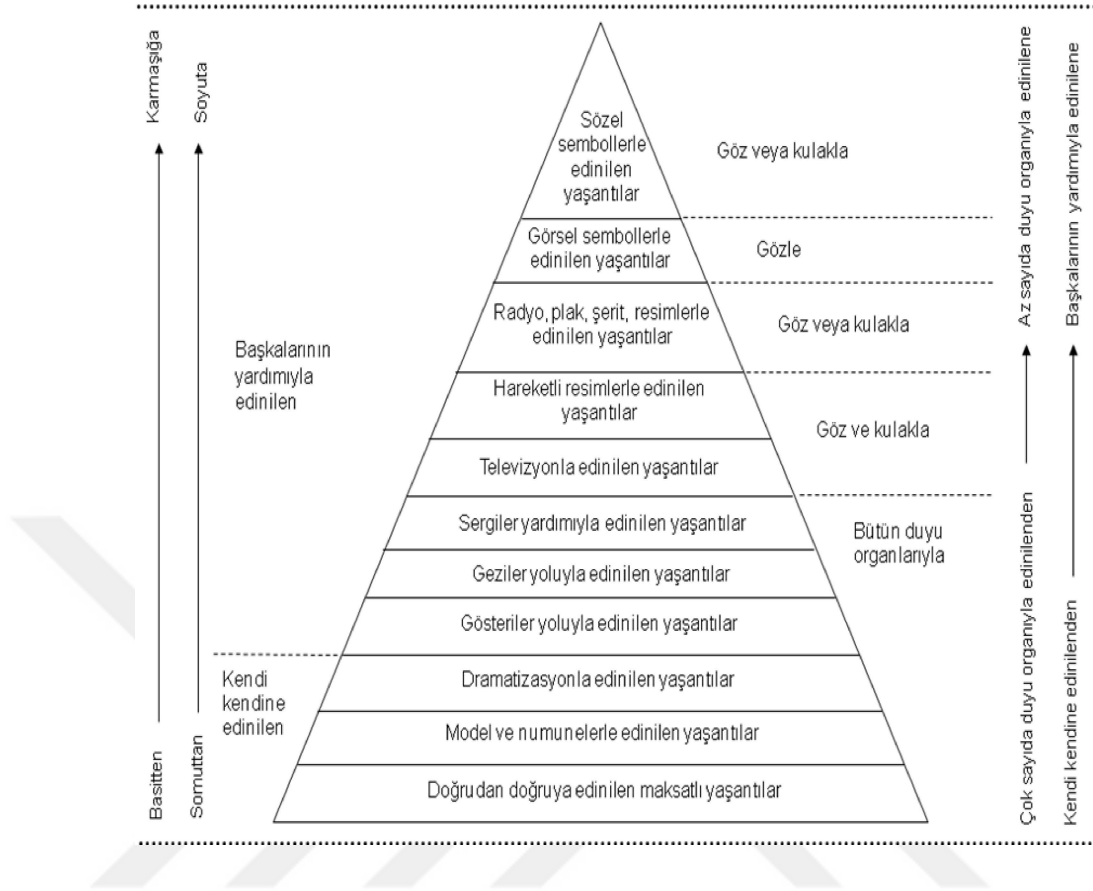 Karmaşığa
Soyuta
Basitten
Somuttan
Başkalarının
yardımıyla
edinilen
Kendi
kendine
edinilen
Sözel
sembollerle
edinilen
yaşantılar
Görsel sembollerle
edinilen yaşantılar
Radyo, plak, şerit, resimlerle
edinilen yaşantılar
Hareketli resimlerle edinilen
yaşantılar
Televizyonla edinilen yaşantılar
Sergiler yardımıyla edinilen yaşantılar
Geziler yoluyla edinilen yaşantılar
Gösteriler yoluyla edinilen yaşantılar
Dramatizasyonla edinilen yaşantılar
Model ve numunelerle edinilen yaşantılar
Doğrudan doğruya edinilen maksatlı yaşantılar
Göz veya kulakla
Gözle
Göz veya kulakla
Göz ve kulakla
Bütün duyu
organlarıyla
Az sayıda duyu organıyla edinilene
Başkalarının yardımıyla edinilene
Çok sayıda duyu organıyla edinilenden
Kendi kendine edinilenden